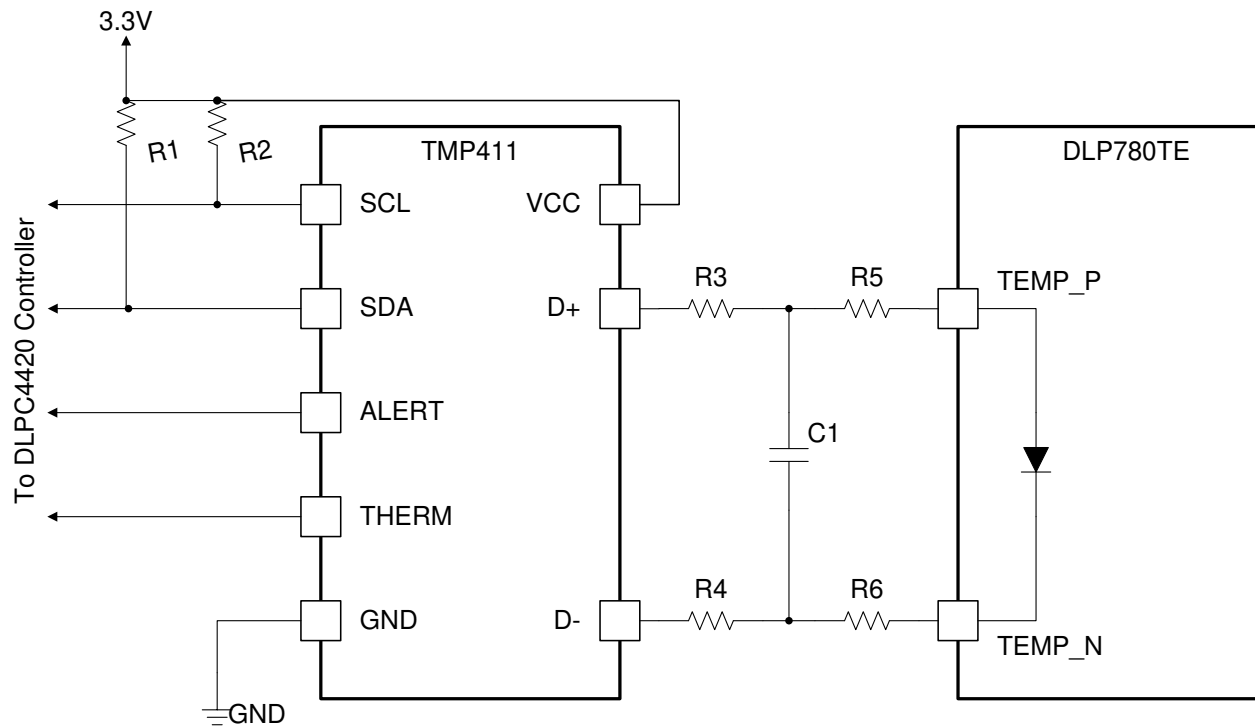 3.3V
R1
R2
TMP411
DLP780TE
SCL
VCC
To DLPC4420 Controller
R3
R5
TEMP_P
SDA
D+
ALERT
C1
THERM
R4
R6
GND
D-
TEMP_N
GND